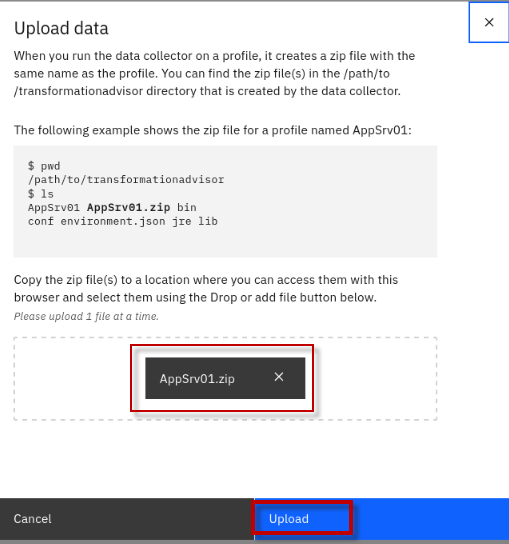 Upload data
When you run the data collector on a profile, it creates a zip file with the
same name as the profile. You can find the zip file(s) in the /path/to
/transformationadvisor directory that is created by the data collector.
The following example shows the zip file for a profile named AppSrv01:
$ pwd
/path/to/transformationadvisor
$ ls
AppSrv01 AppSrv01.zip bin
conf environment.json jre lib
Copy the zip file(s) to a location where you can access them with this
browser and select them using the Drop or add file button below.
Please upload 1 file at a time.
AppSrv01.zip
Cancel
Upload